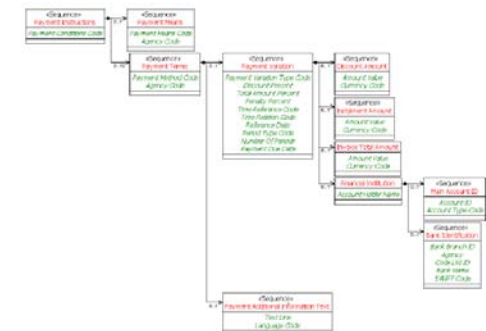 «Sequence»
Payment Instructions
Payment Conditions Code
«Sequence»
Payment Means
Payment Means Code
Agency Code
«Sequence»
Payment Terms
Payment Method Code
Agency Code
«Sequence»
Payment Variation
Payment Variation Type Code
Discount Percent
Total Amount Percent
Penalty Percent
Time Reference Code
Time Relation Code
Reference Date
Period Type Code
Number Of Periods
Payment Due Date
«Sequence»
Discount Amount
Amount Value
Currency Code
«Sequence»
Instalment Amount
Amount Value
Currency Code
«Sequence»
Invoice Total Amount
Amount Value
Currency Code
«Sequence»
Financial Institution
Account Holder Name
«Sequence»
Main Account ID
Account ID
Account Type Code
«Sequence»
Bank Identification
Bank Branch ID
Agency
Code List ID
Bank Name
SWIFT Code
«Sequence»
Payment Additional Information Text
Text Line
Language Code